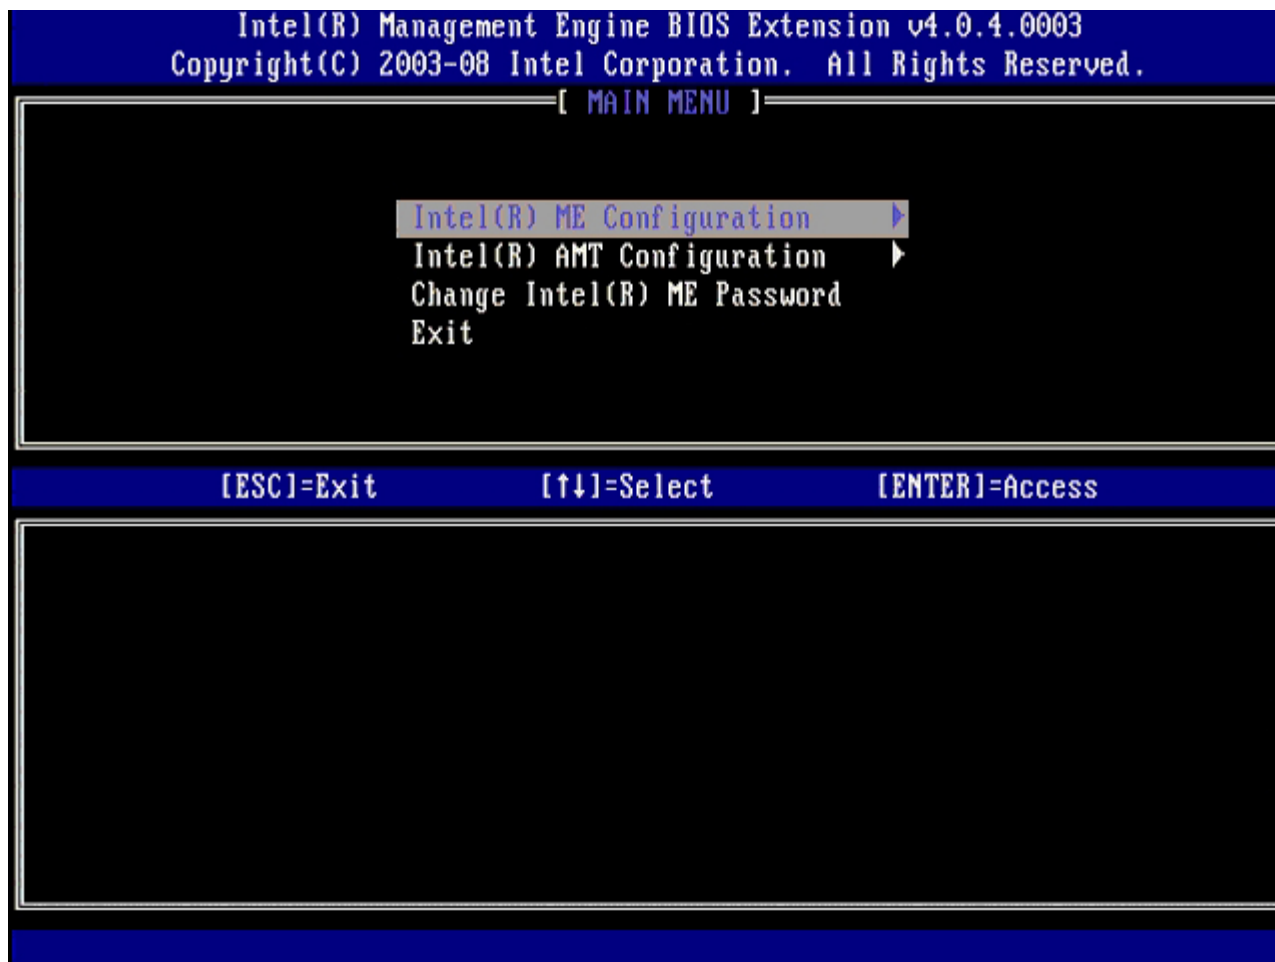 Intel(R) Management Engine BIOS Extension v4.0.4.0003
Copyright(C) 2003-08 Intel Corporation. All Rights Reserved.
[ MAIN MENU ]
Intel(R) ME Configuration ▶
Intel(R) AMT Configuration ▶
Change Intel(R) ME Password
Exit
[ESC]=Exit [↑↓]=Select [ENTER]=Access